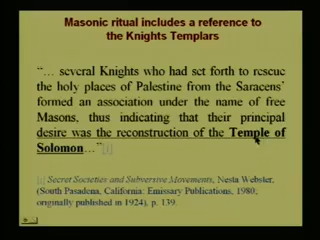 Masonic ritual includes a reference to
the Knights Templars
“… several Knights who had set forth to rescue
the holy places of Palestine from the Saracens’
formed an association under the name of free
Masons, thus indicating that their principal
desire was the reconstruction of the Temple of
Solomon…”[i]
[i] Secret Societies and Subversive Movements, Nesta Webster,
(South Pasadena, California: Emissary Publications, 1980;
originally published in 1924), p. 139.